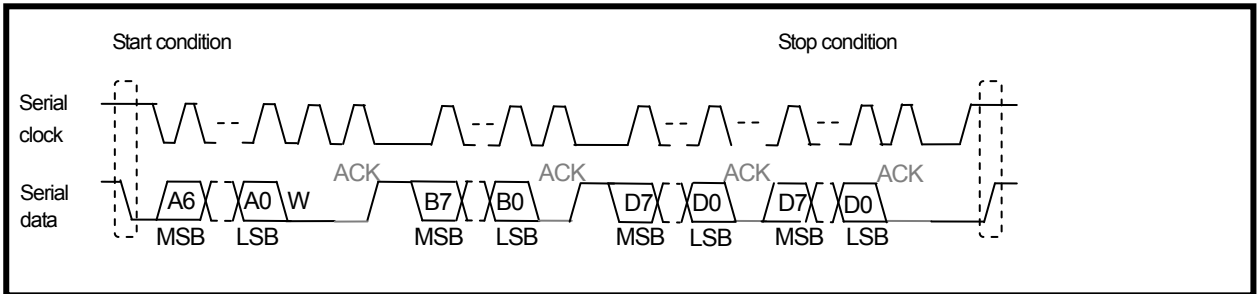 Start condition Stop condition
Serial
clock
ACK ACK ACK ACK
Serial
data
A6 A0 W B7 B0 D7 D0 D7 D0
MSB LSB MSB LSB MSB LSB MSB LSB